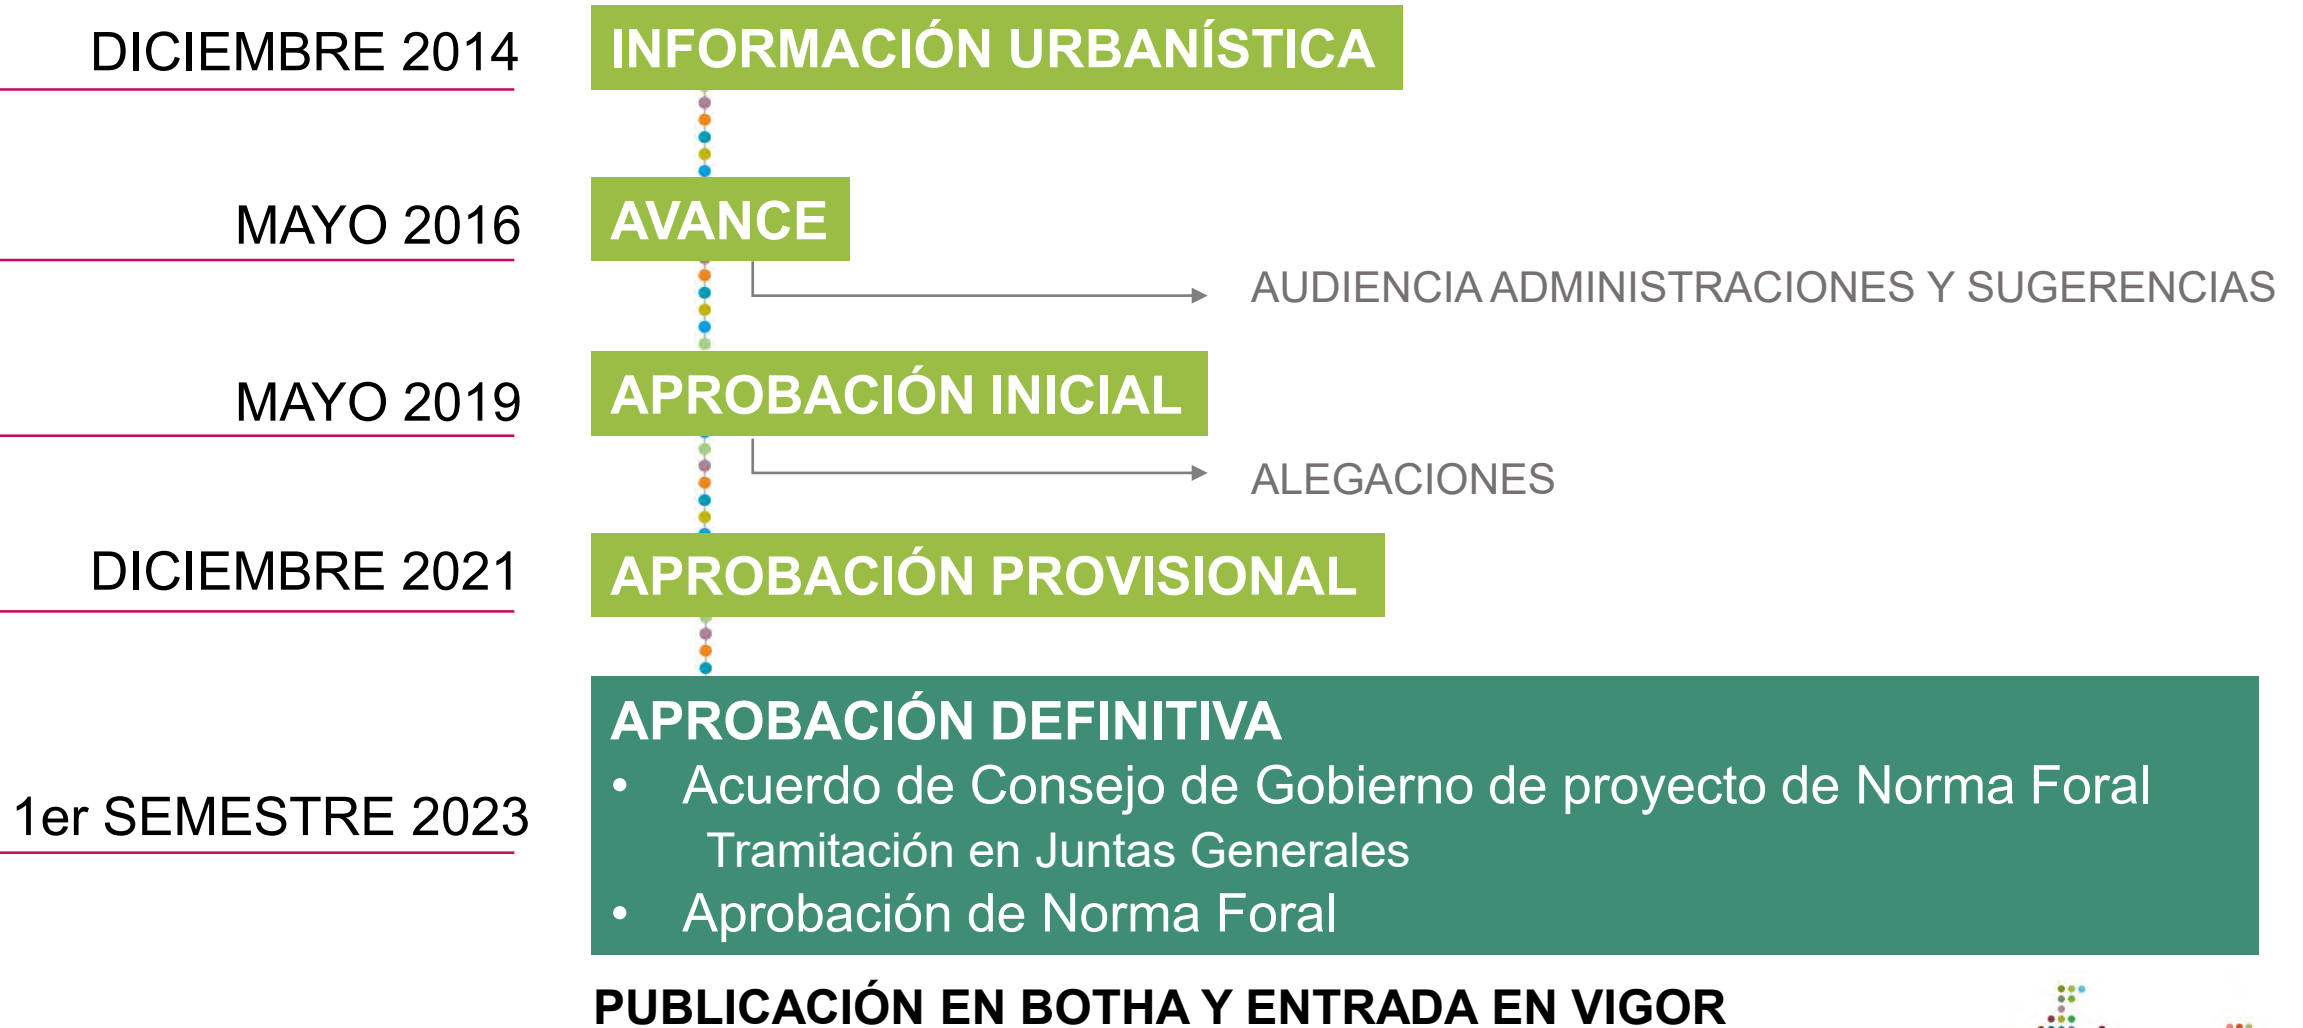 DICIEMBRE 2014
INFORMACIÓN URBANÍSTICA
MAYO 2016
AVANCE
AUDIENCIA ADMINISTRACIONES Y SUGERENCIAS
MAYO 2019
APROBACIÓN INICIAL
ALEGACIONES
DICIEMBRE 2021
APROBACIÓN PROVISIONAL
1er SEMESTRE 2023
APROBACIÓN DEFINITIVA
• Acuerdo de Consejo de Gobierno de proyecto de Norma Foral
Tramitación en Juntas Generales
• Aprobación de Norma Foral
PUBLICACIÓN EN BOTHA Y ENTRADA EN VIGOR